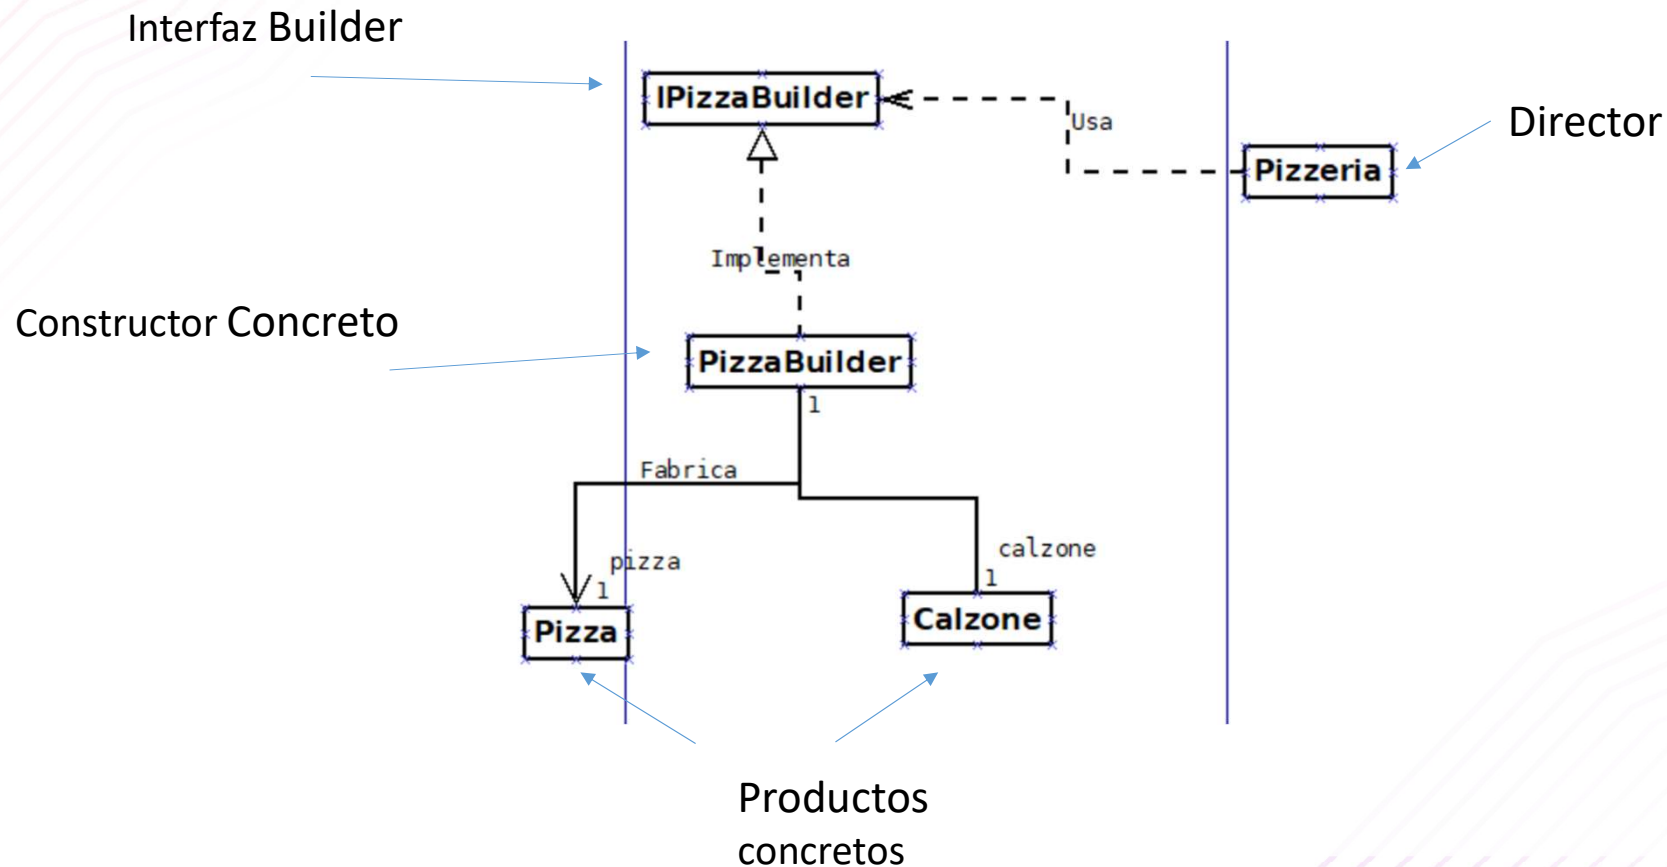 Interfaz Builder
IPizzaBuilder
Usa
Director
Pizzeria
Implementa
Constructor Concreto
PizzaBuilder
1
Fabrica
pizza
calzone
1
1
Pizza
Calzone
Productos
concretos